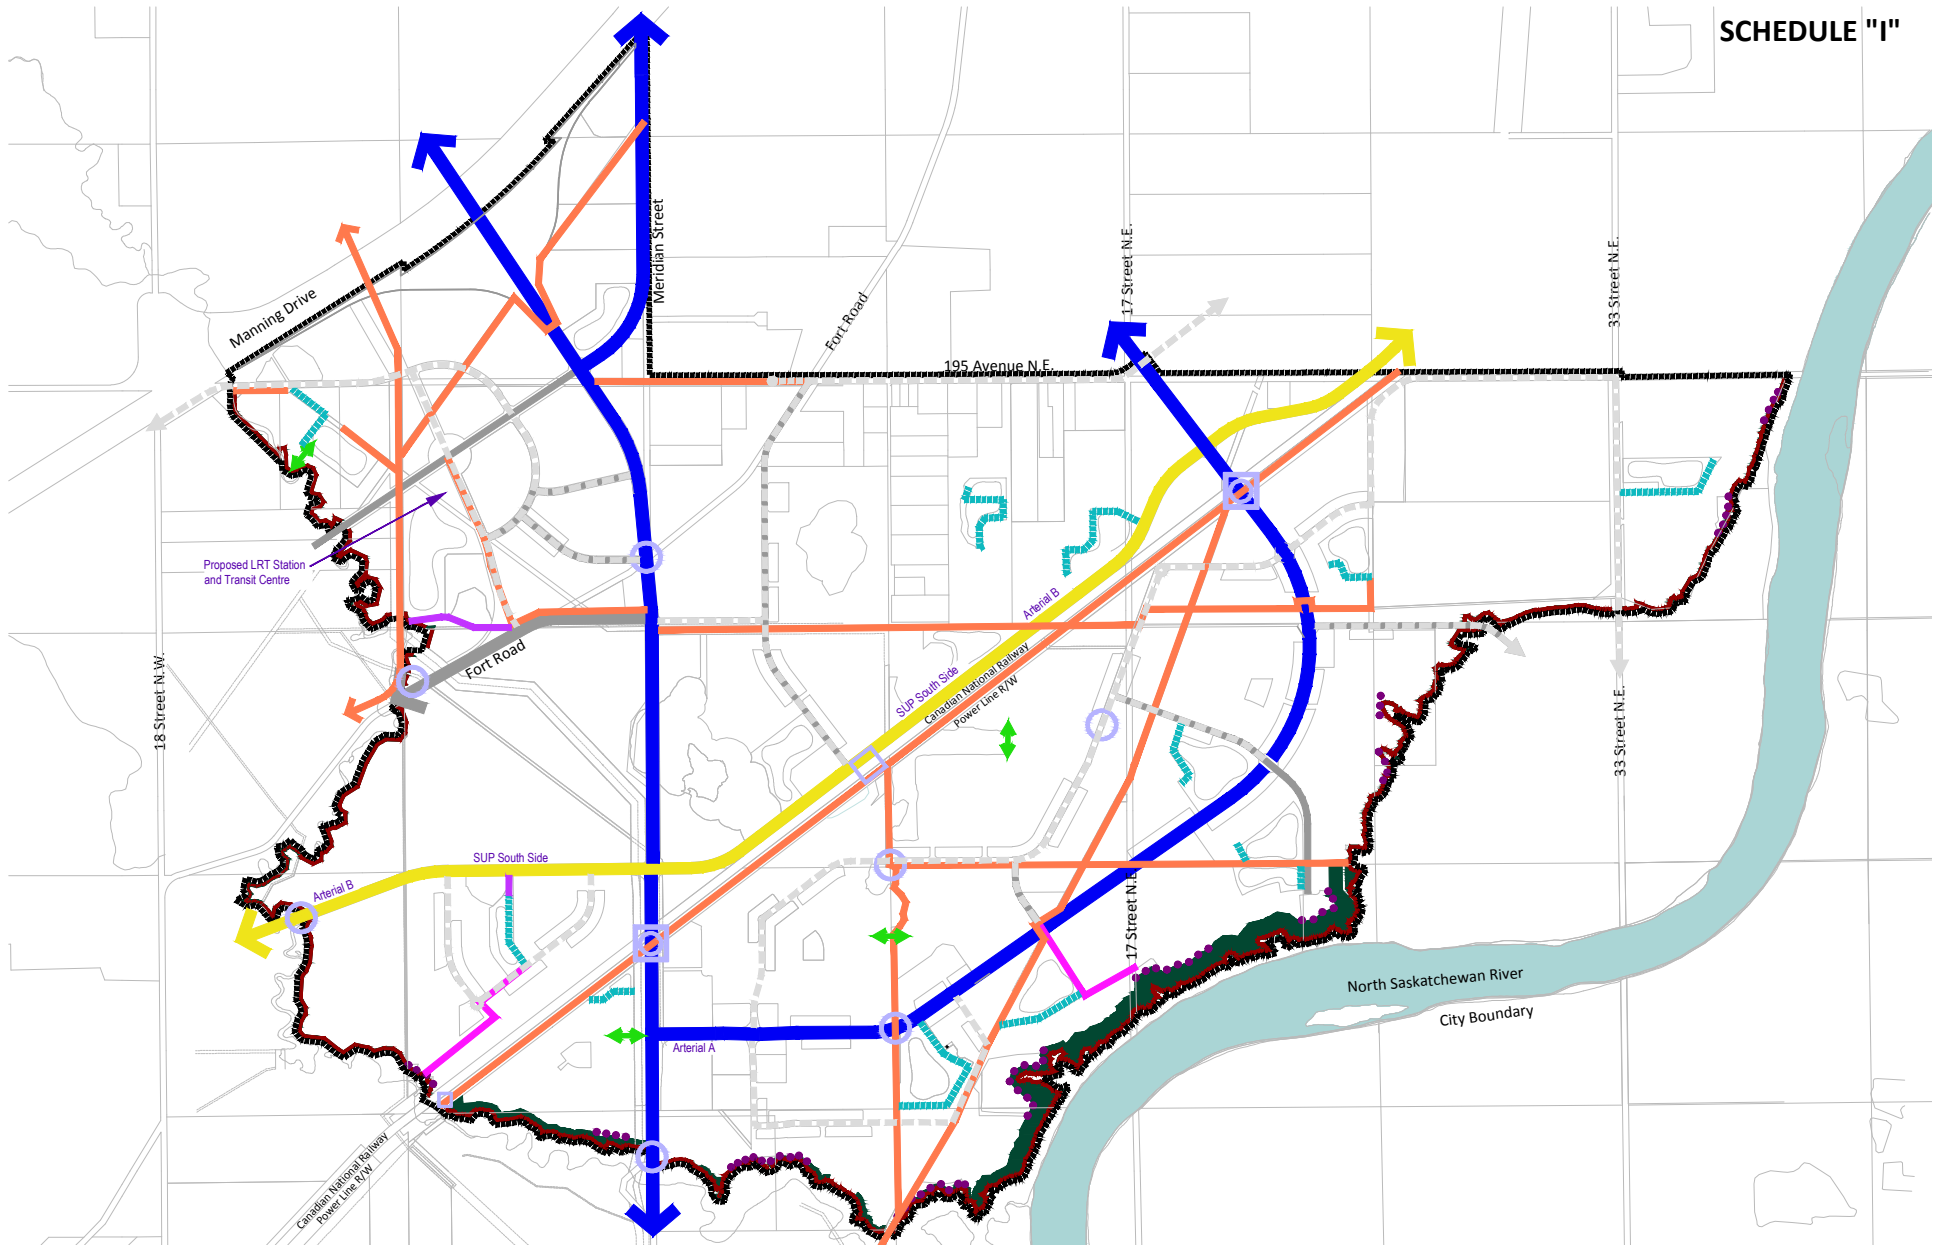 SCHEDULE "I"
Manning Drive
Meridian Street
Fort Road
17 Street N.E.
33 Street N.E.
195 Avenue N.E.
Proposed LRT Station
and Transit Centre
Fort Road
18 Street N.W.
Arterial B
SUP South Side
Canadian National Railway
Power Line R/W
33 Street N.E.
SUP South Side
Arterial B
17 Street N.E.
North Saskatchewan River
City Boundary
Arterial A
Canadian National Railway
Power Line R/W